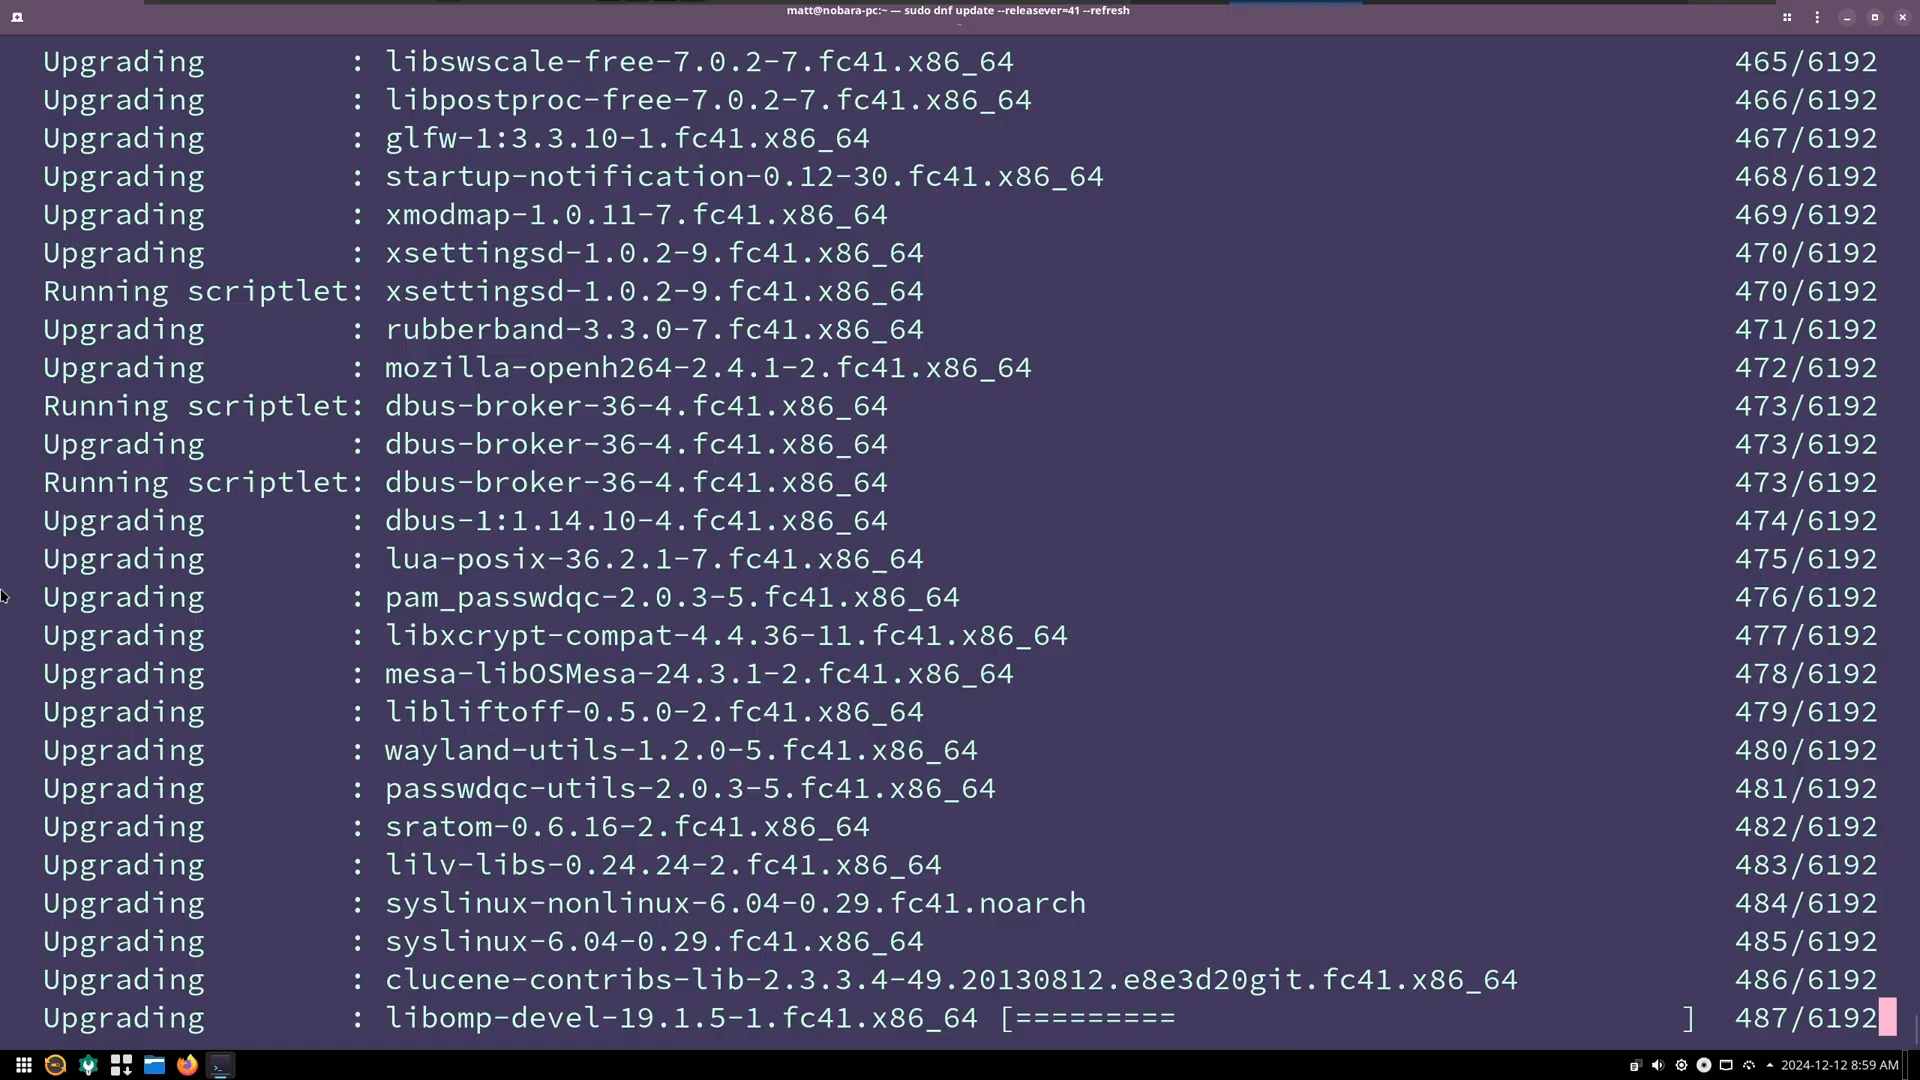 matt@nobara-pc:~ — sudo dnf update --releasever=41 --refresh
Upgrading : libswscale-free-7.0.2-7.fc41.x86_64 465/6192
Upgrading : libpostproc-free-7.0.2-7.fc41.x86_64 466/6192
Upgrading : glfw-1:3.3.10-1.fc41.x86_64 467/6192
Upgrading : startup-notification-0.12-30.fc41.x86_64 468/6192
Upgrading : xmodmap-1.0.11-7.fc41.x86_64 469/6192
Upgrading : xsettingsd-1.0.2-9.fc41.x86_64 470/6192
Running scriptlet: xsettingsd-1.0.2-9.fc41.x86_64 470/6192
Upgrading : rubberband-3.3.0-7.fc41.x86_64 471/6192
Upgrading : mozilla-openh264-2.4.1-2.fc41.x86_64 472/6192
Running scriptlet: dbus-broker-36-4.fc41.x86_64 473/6192
Upgrading : dbus-broker-36-4.fc41.x86_64 473/6192
Running scriptlet: dbus-broker-36-4.fc41.x86_64 473/6192
Upgrading : dbus-1:1.14.10-4.fc41.x86_64 474/6192
Upgrading : lua-posix-36.2.1-7.fc41.x86_64 475/6192
Upgrading : pam_passwdqc-2.0.3-5.fc41.x86_64 476/6192
Upgrading : libxcrypt-compat-4.4.36-11.fc41.x86_64 477/6192
Upgrading : mesa-libOSMesa-24.3.1-2.fc41.x86_64 478/6192
Upgrading : libliftoff-0.5.0-2.fc41.x86_64 479/6192
Upgrading : wayland-utils-1.2.0-5.fc41.x86_64 480/6192
Upgrading : passwdqc-utils-2.0.3-5.fc41.x86_64 481/6192
Upgrading : sratom-0.6.16-2.fc41.x86_64 482/6192
Upgrading : lilv-libs-0.24.24-2.fc41.x86_64 483/6192
Upgrading : syslinux-nonlinux-6.04-0.29.fc41.noarch 484/6192
Upgrading : syslinux-6.04-0.29.fc41.x86_64 485/6192
Upgrading : clucene-contribs-lib-2.3.3.4-49.20130812.e8e3d20git.fc41.x86_64 486/6192
Upgrading : libomp-devel-19.1.5-1.fc41.x86_64 [========= ] 487/6192
2024-12-12 8:59 AM